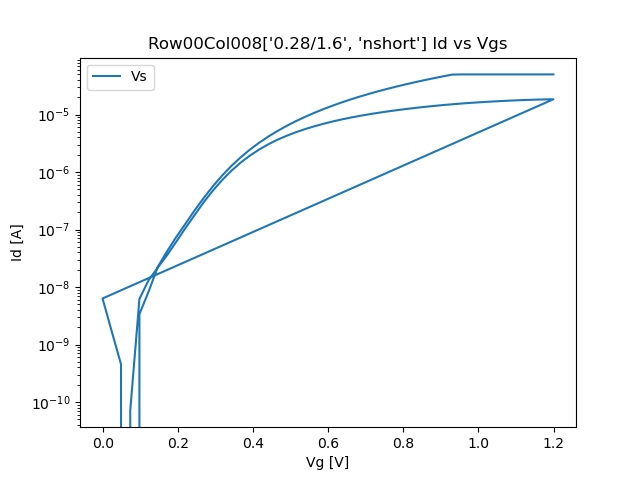 Row00Col008['0.28/1.6', 'nshort'] Id vs Vgs
Vs
10⁻⁵
10⁻⁶
10⁻⁷
10⁻⁸
10⁻⁹
10⁻¹⁰
Id [A]
0.0 0.2 0.4 0.6 0.8 1.0 1.2
Vg [V]